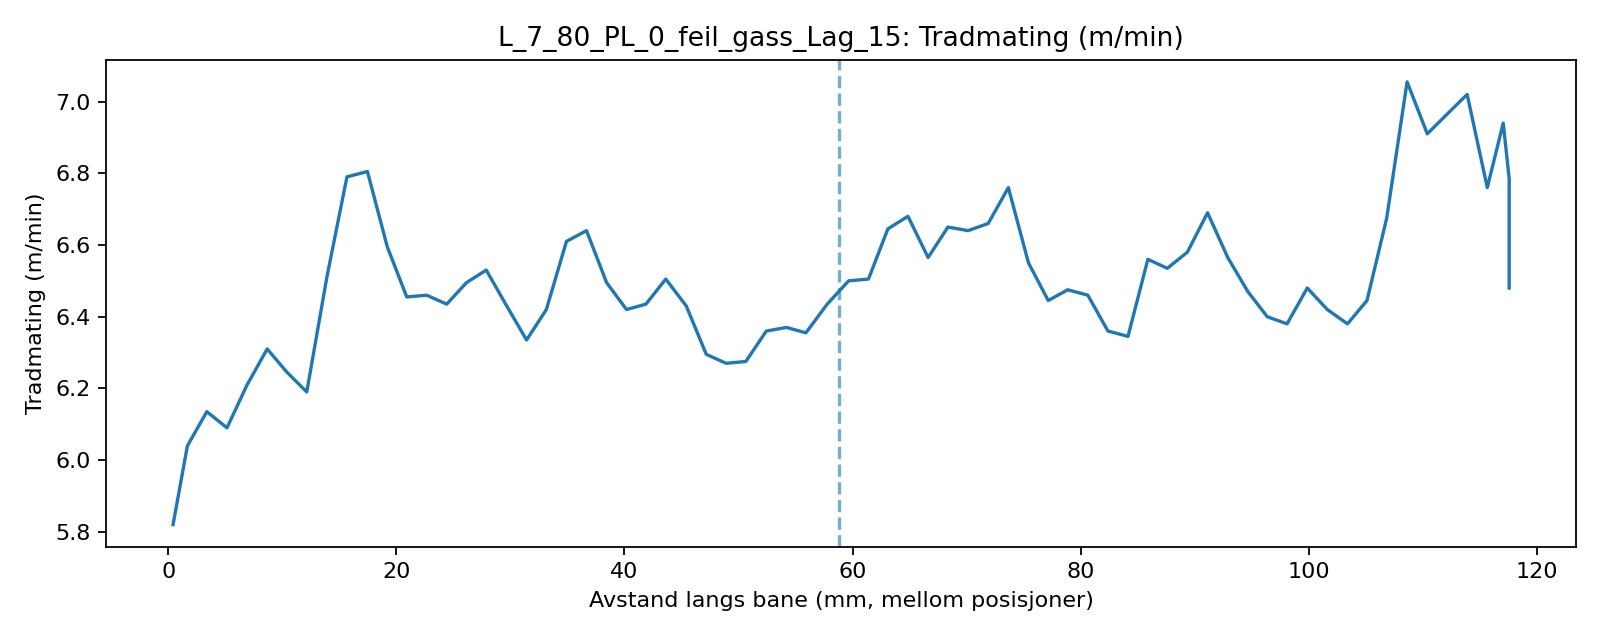 L_7_80_PL_0_feil_gass_Lag_15: Tradmating (m/min)
Tradmating (m/min)
7.0
6.8
6.6
6.4
6.2
6.0
5.8
0 20 40 60 80 100 120
Avstand langs bane (mm, mellom posisjoner)